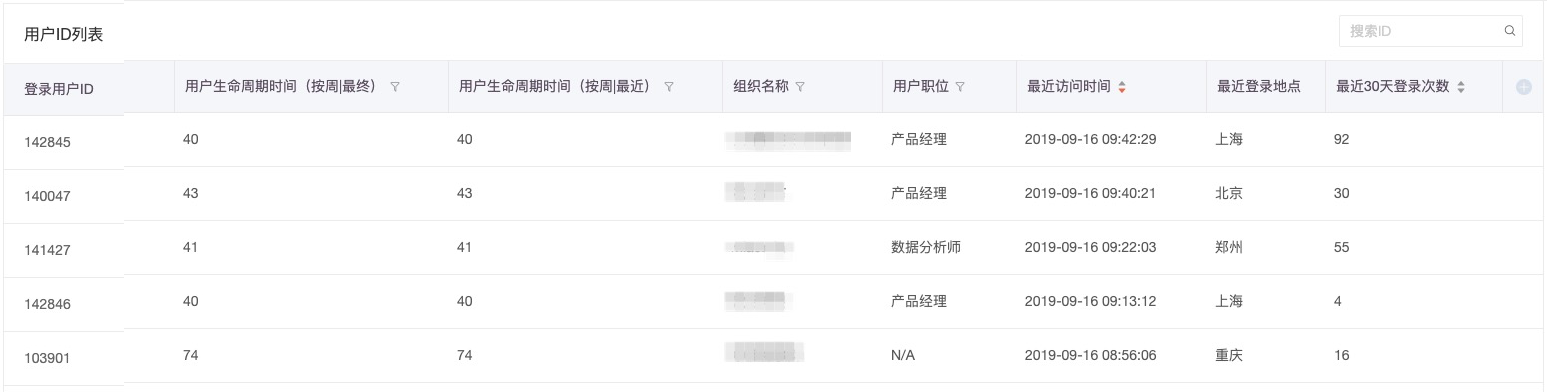 用户ID列表
搜索ID
登录用户ID 用户生命周期时间（按周|最终） 用户生命周期时间（按周|最近） 组织名称 用户职位 最近访问时间 最近登录地点 最近30天登录次数
142845 40 40 产品经理 2019-09-16 09:42:29 上海 92
140047 43 43 产品经理 2019-09-16 09:40:21 北京 30
141427 41 41 数据分析师 2019-09-16 09:22:03 郑州 55
142846 40 40 产品经理 2019-09-16 09:13:12 上海 4
103901 74 74 N/A 2019-09-16 08:56:06 重庆 16